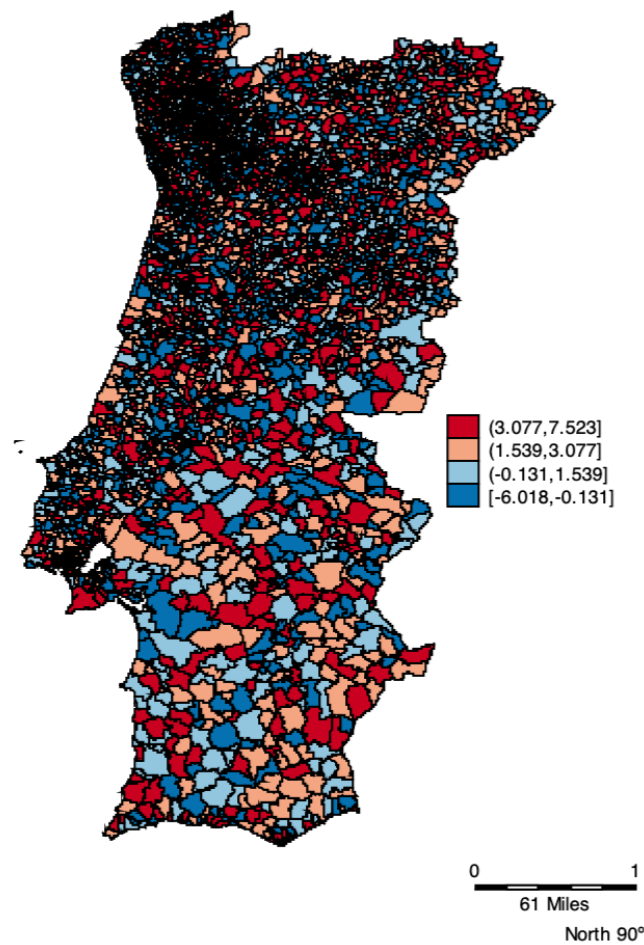 (3.077,7.523]
(1.539,3.077]
(-0.131,1.539]
[-6.018,-0.131]
0 1
61 Miles
North 90°